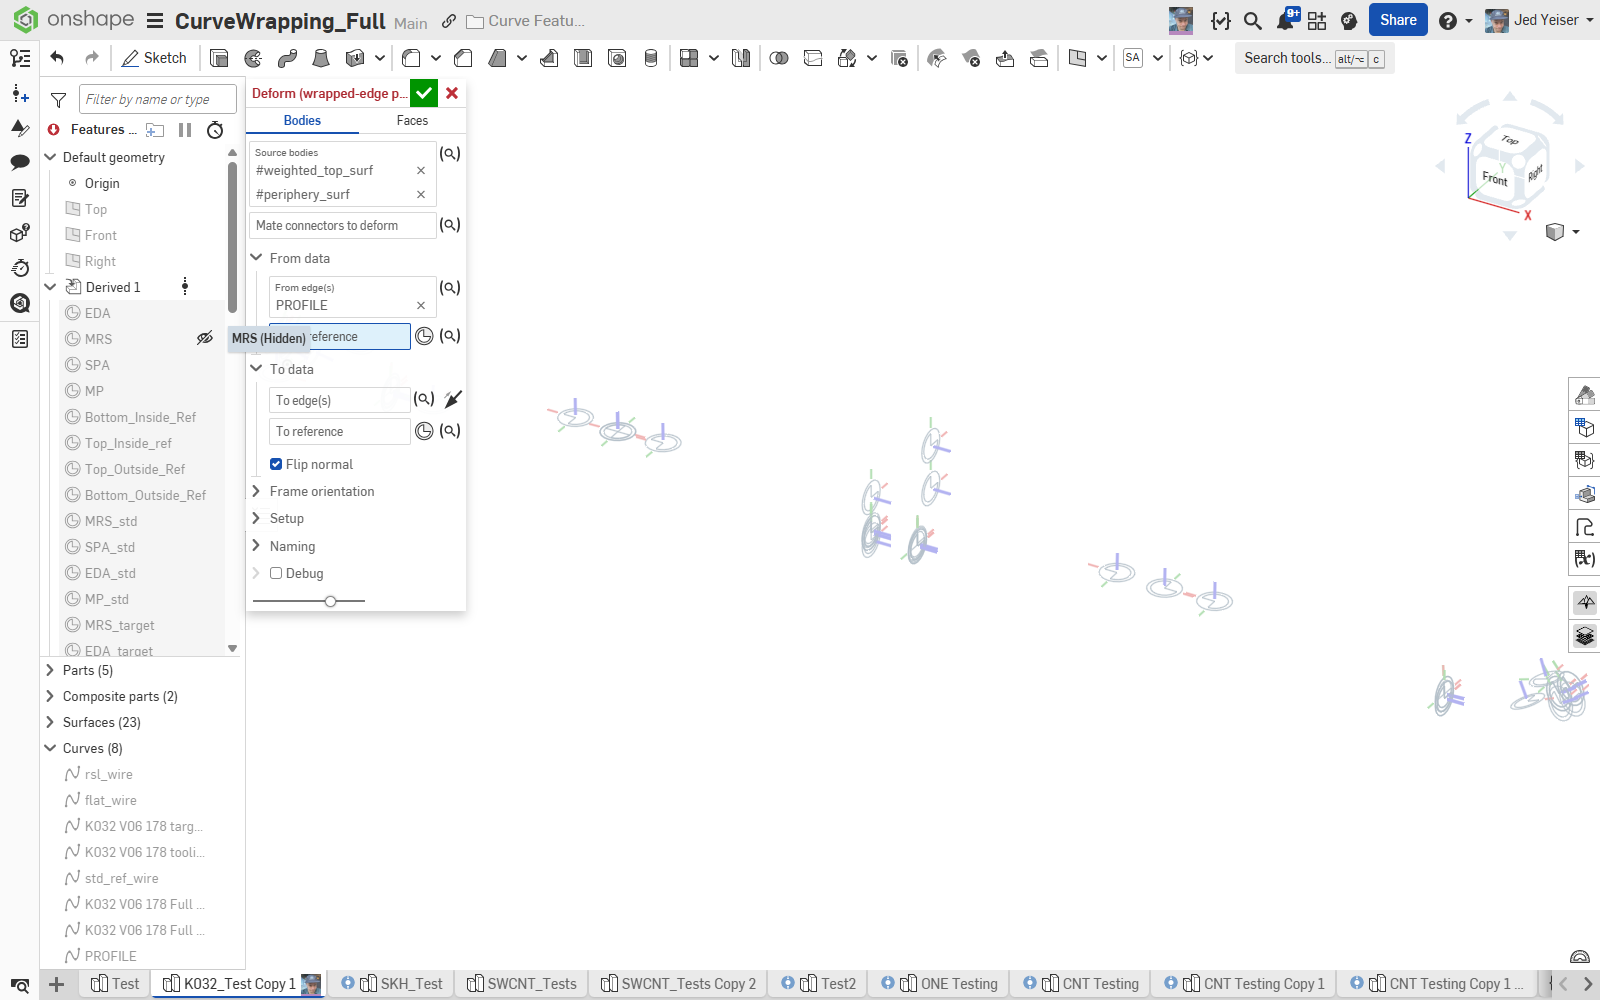 onshape
CurveWrapping_Full
Main
Curve Featu...
9+
Share
Jed Yeiser
Sketch
SA
Search tools...
alt/⌥
c
Filter by name or type
Features ...
Default geometry
Origin
Top
Front
Right
Derived 1
EDA
MRS
SPA
MP
Bottom_Inside_Ref
Top_Inside_ref
Top_Outside_Ref
Bottom_Outside_Ref
MRS_std
SPA_std
EDA_std
MP_std
MRS_target
EDA_target
Parts (5)
Composite parts (2)
Surfaces (23)
Curves (8)
rsl_wire
flat_wire
K032 V06 178 targ...
K032 V06 178 tooli...
std_ref_wire
K032 V06 178 Full ...
K032 V06 178 Full ...
PROFILE
Deform (wrapped-edge p...
Bodies
Faces
Source bodies
#weighted_top_surf
#periphery_surf
Mate connectors to deform
From data
From edge(s)
PROFILE
reference
MRS (Hidden)
To data
To edge(s)
To reference
Flip normal
Frame orientation
Setup
Naming
Debug
Z
Top
Y
Front
Right
X
Test
K032_Test Copy 1
SKH_Test
SWCNT_Tests
SWCNT_Tests Copy 2
Test2
ONE Testing
CNT Testing
CNT Testing Copy 1
CNT Testing Copy 1 ...